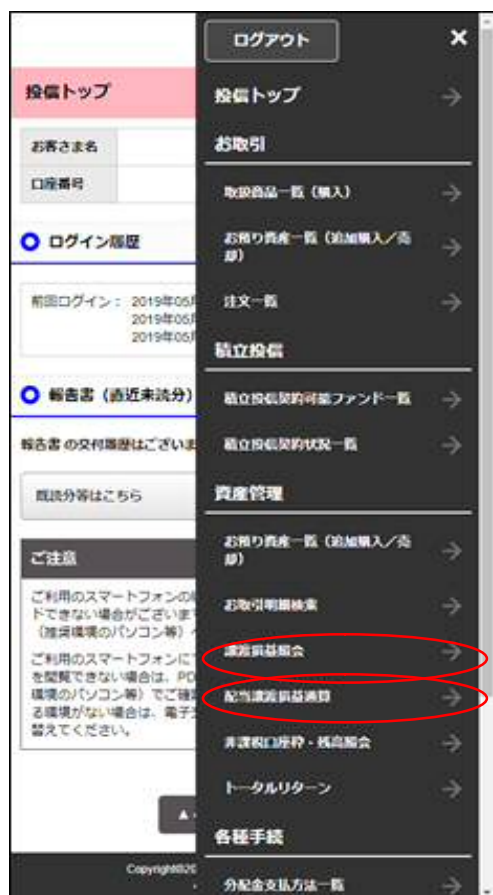 ログアウト
×
投信トップ
お客さま名
口座番号
ログイン履歴
前回ログイン： 2019年05月
2019年05月
2019年05月
報告書（直近未読分）
報告書の交付履歴はございま
既読分等はこちら
ご注意
ご利用のスマートフォンの
ドできない場合がございま
（推奨環境のパソコン等）
ご利用のスマートフォンに
を閲覧できない場合は、PD
環境のパソコン等）でご確
る環境がない場合は、電子
替えてください。
▲
Copyright©20
投信トップ
お取引
取扱商品一覧（購入）
お預り資産一覧（追加購入／売
却）
注文一覧
積立投信
積立投信契約可能ファンド一覧
積立投信契約状況一覧
資産管理
お預り資産一覧（追加購入／売
却）
お取引明細検索
譲渡損益照会
配当譲渡損益通算
非課税口座枠・残高照会
トータルリターン
各種手続
分配金支払方法一覧